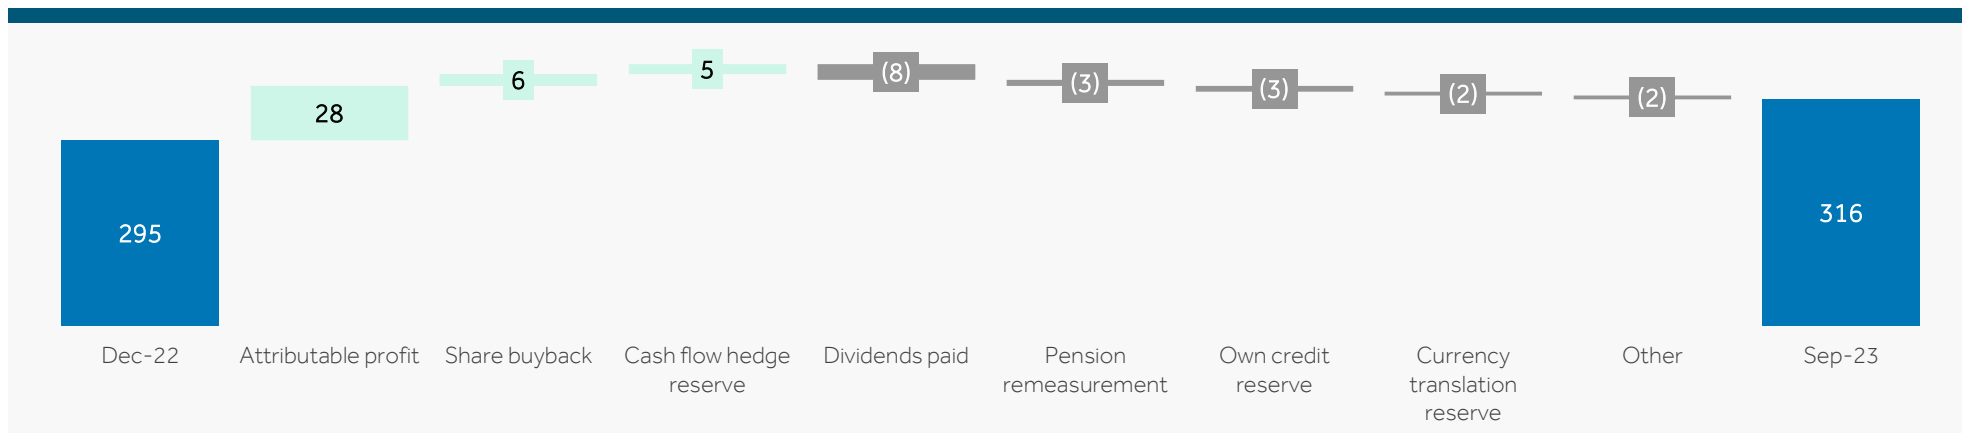 295
28
6
5
(8)
(3)
(3)
(2)
(2)
316
Dec-22
Attributable profit
Share buyback
Cash flow hedge
reserve
Dividends paid
Pension
remeasurement
Own credit
reserve
Currency
translation
reserve
Other
Sep-23